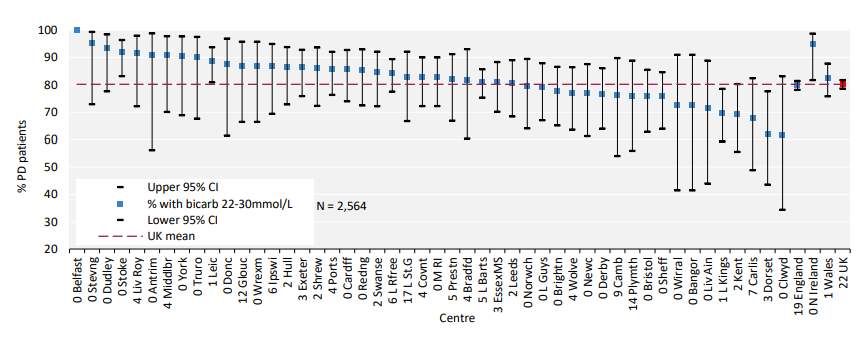 100
90
80
70
60
50
40
30
20
% PD patients
Upper 95% CI
% with bicarb 22-30mmol/L
Lower 95% CI
UK mean
N = 2,564
0 Belfast
0 Stevng
0 Dudley
0 Stoke
4 Liv Roy
0 Antrim
4 Middlbr
0 York
0 Truro
1 Leic
0 Donc
12 Glouc
0 Wrexm
6 Ipswi
2 Hull
3 Exeter
2 Shrew
4 Ports
0 Cardff
0 Redng
2 Swanse
6 L Rfree
17 L St.G
4 Covnt
0 M RI
5 Prestn
4 Bradfd
5 L Barts
3 EssexMS
2 Leeds
0 Norwch
0 L Guys
0 Brightn
4 Wolve
0 Newc
0 Derby
9 Camb
14 Plymth
0 Bristol
0 Sheff
0 Wirral
0 Bangor
0 Liv Ain
1 L Kings
2 Kent
7 Carlis
3 Dorset
0 Clwyd
19 England
0 N Ireland
1 Wales
22 UK
Centre